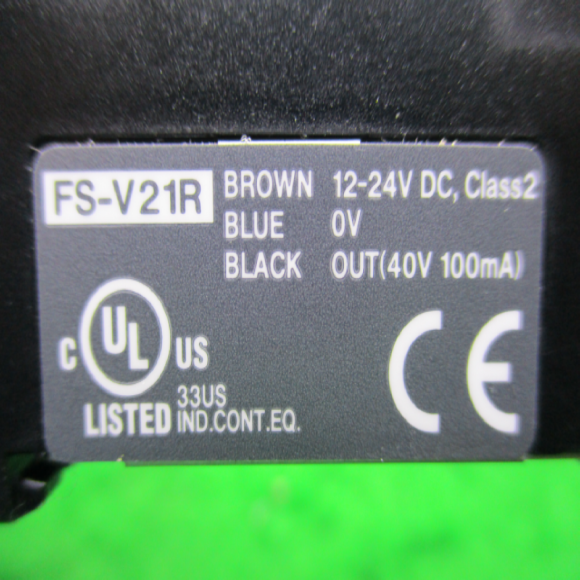 FS-V21R
BROWN 12-24V DC, Class2
BLUE 0V
BLACK OUT(40V 100mA)
C UL US
LISTED 33US IND.CONT.EQ.
CE